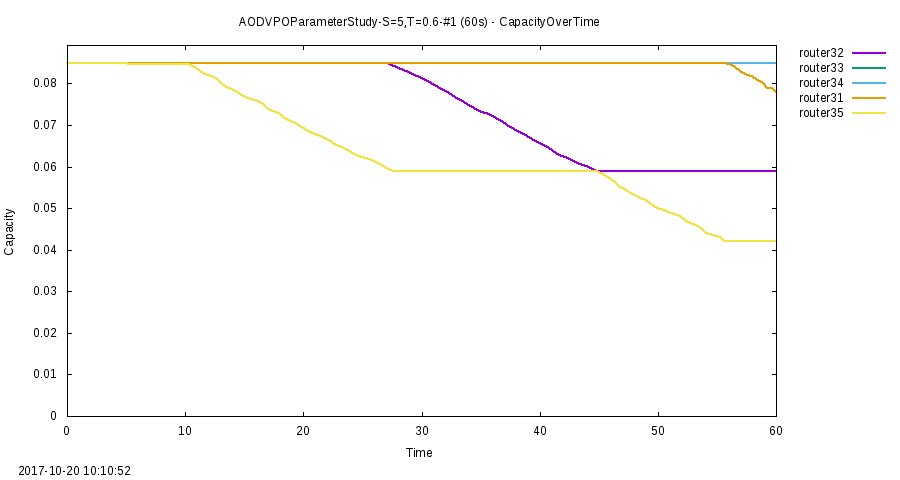 AODVPOParameterStudy-S=5,T=0.6-#1 (60s) - CapacityOverTime
router32
router33
router34
router31
router35
0.08
0.07
0.06
0.05
0.04
0.03
0.02
0.01
0
Capacity
0 10 20 30 40 50 60
Time
2017-10-20 10:10:52